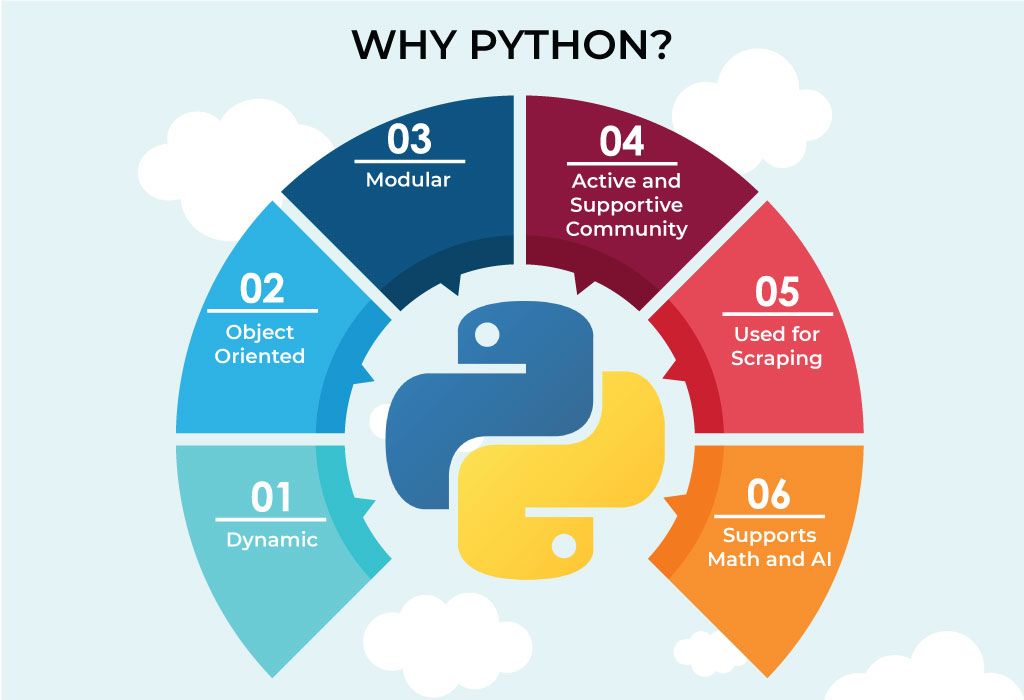 WHY PYTHON?
01
Dynamic
02
Object
Oriented
03
Modular
04
Active and
Supportive
Community
05
Used for
Scraping
06
Supports
Math and AI